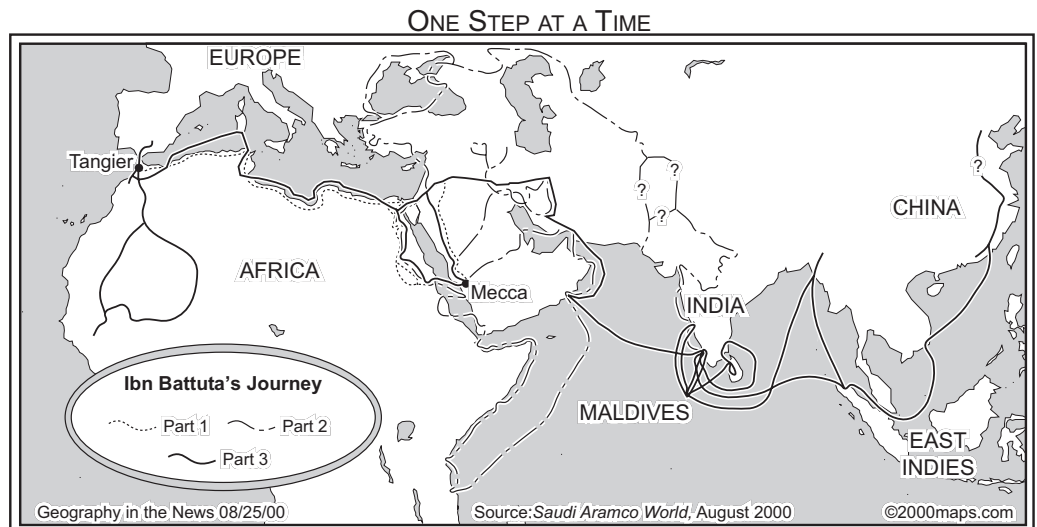 ONE STEP AT A TIME
EUROPE
Tangier
?
?
?
?
CHINA
AFRICA
Mecca
INDIA
Ibn Battuta's Journey
Part 1
Part 2
Part 3
MALDIVES
EAST
INDIES
Geography in the News 08/25/00
Source:Saudi Aramco World, August 2000
©2000maps.com